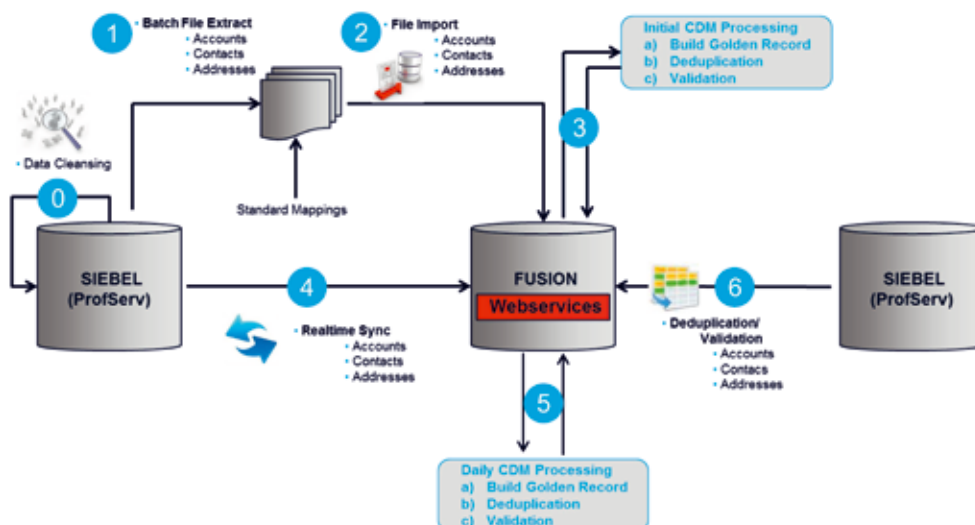 1
• Batch File Extract
• Accounts
• Contacts
• Addresses
2
• File Import
• Accounts
• Contacts
• Addresses
Initial CDM Processing
a) Build Golden Record
b) Deduplication
c) Validation
3
• Data Cleansing
0
Standard Mappings
SIEBEL
(ProfServ)
4
• Realtime Sync
• Accounts
• Contacts
• Addresses
FUSION
Webservices
6
• Deduplication/
Validation
• Accounts
• Contacs
• Addresses
SIEBEL
(ProfServ)
5
Daily CDM Processing
a) Build Golden Record
b) Deduplication
c) Validation